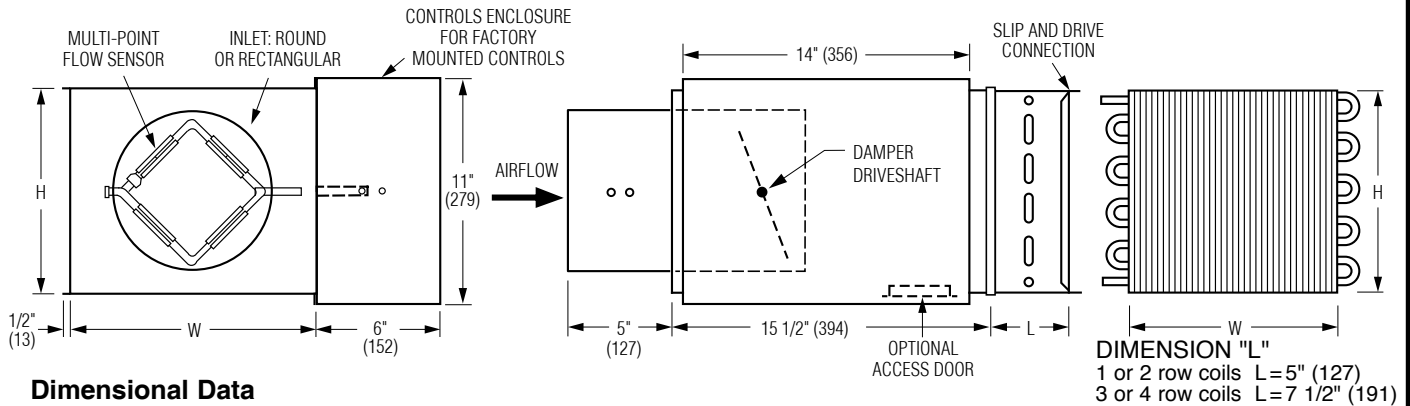 MULTI-POINT
FLOW SENSOR
INLET: ROUND
OR RECTANGULAR
CONTROLS ENCLOSURE
FOR FACTORY
MOUNTED CONTROLS
H
11"
(279)
1/2"
(13)
W
6"
(152)
AIRFLOW
14" (356)
SLIP AND DRIVE
CONNECTION
DAMPER
DRIVESHAFT
5"
(127)
15 1/2" (394)
L
OPTIONAL
ACCESS DOOR
H
W
DIMENSION "L"
1 or 2 row coils L=5" (127)
3 or 4 row coils L=7 1/2" (191)
Dimensional Data